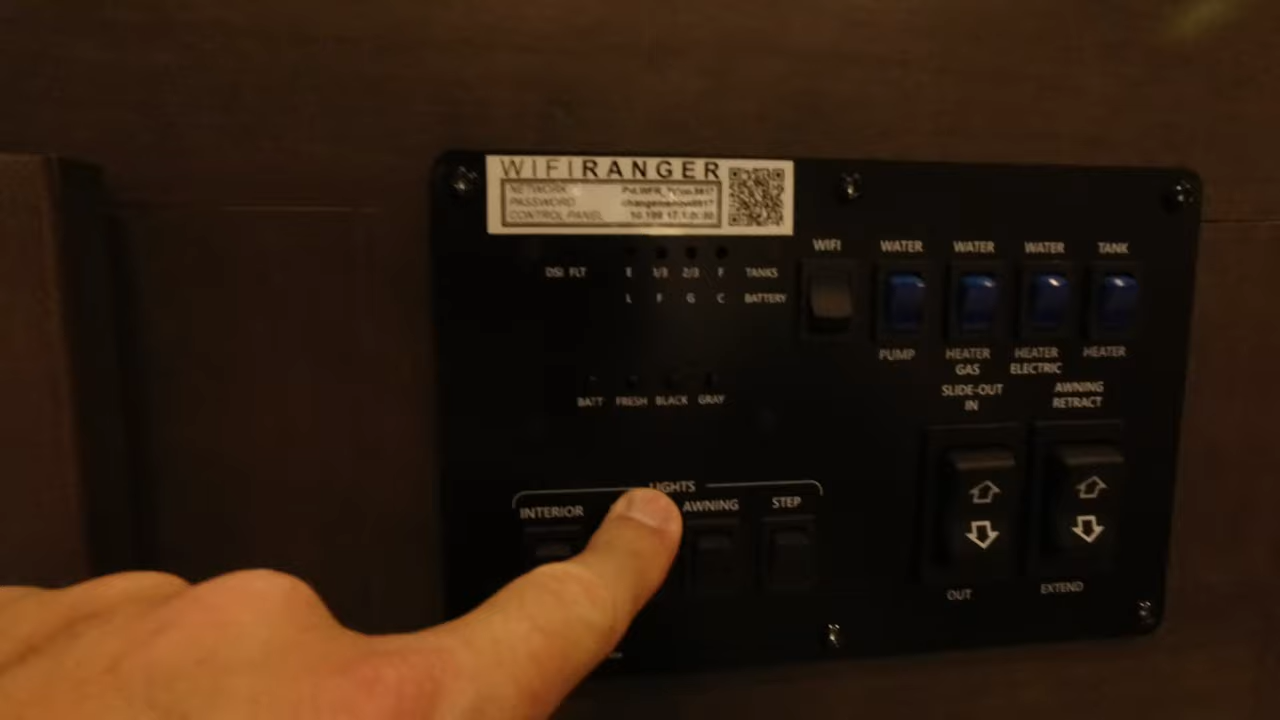 WIFIRANGER
NETWORK
PASSWORD
CONTROL PANEL
DSI FLT E 1/3 2/3 F TANKS
L F G C BATTERY
BATT FRESH BLACK GRAY
WIFI
WATER PUMP
WATER HEATER GAS
WATER HEATER ELECTRIC
TANK HEATER
SLIDE-OUT
IN
OUT
AWNING
RETRACT
EXTEND
LIGHTS
INTERIOR AWNING STEP